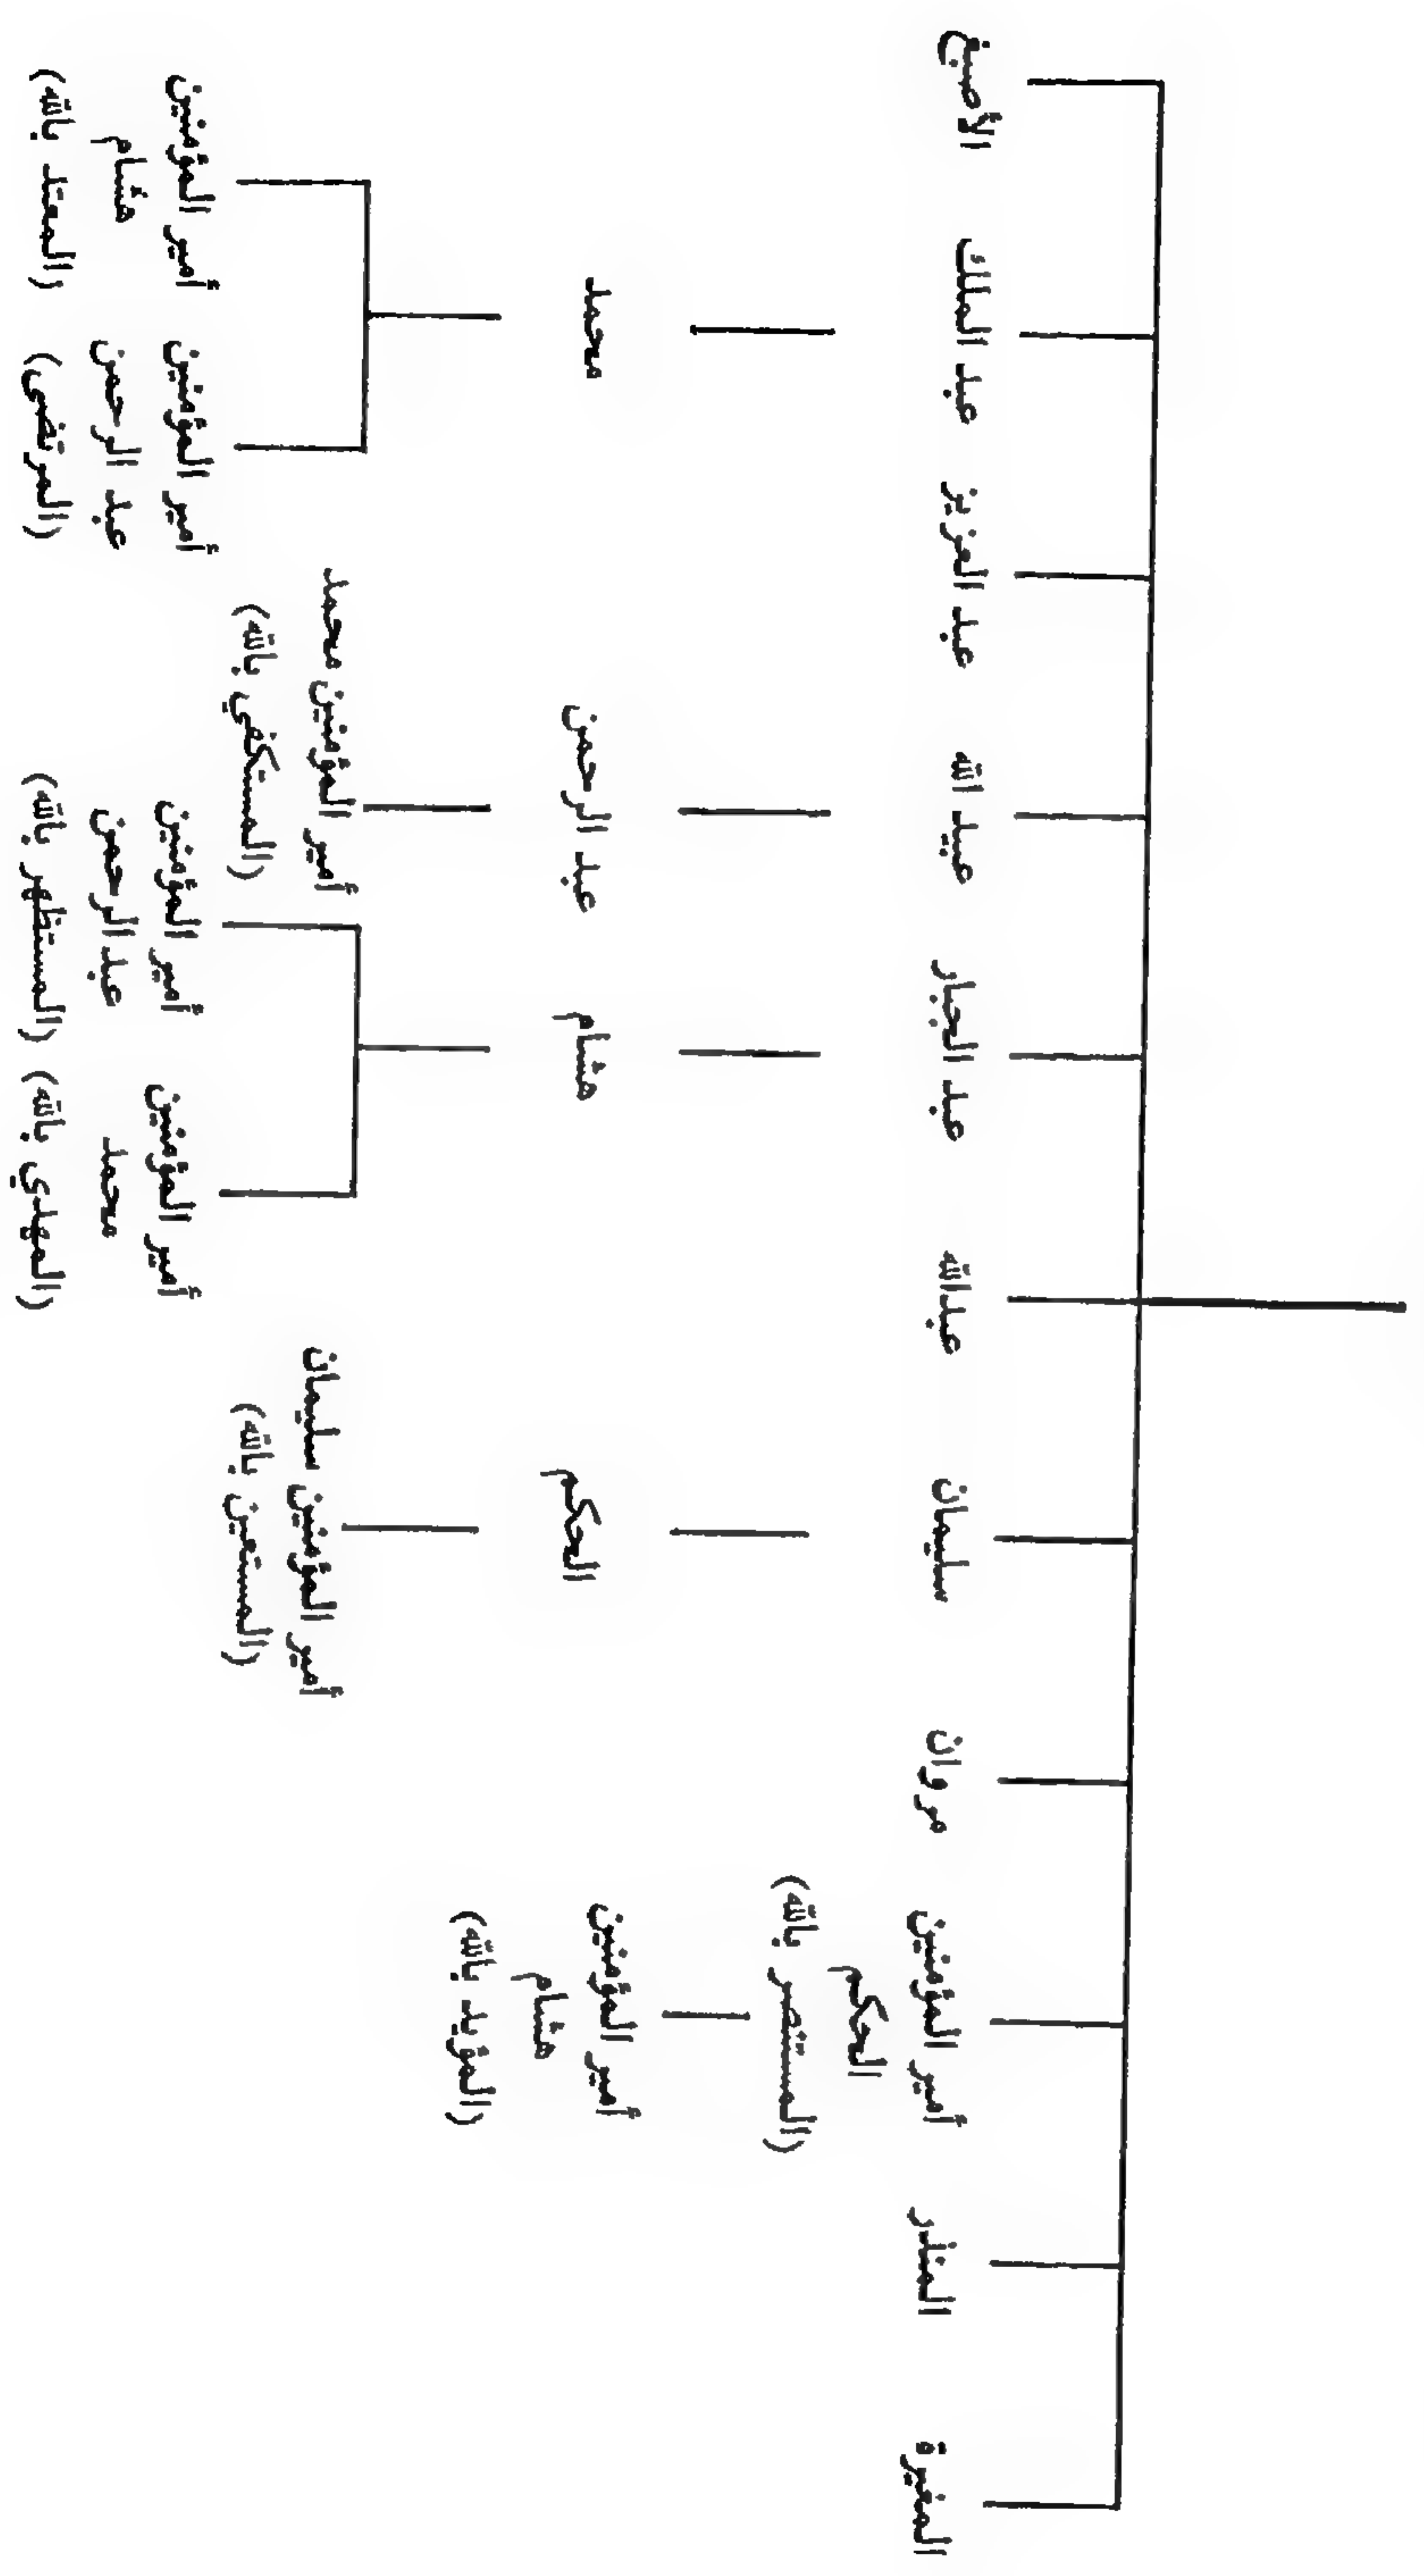 المغيرة
المنذر
أمير المؤمنين
الحكم
(المستنصر بالله)
مروان
سليمان
عبدالله
عبد الجبار
عبيد الله
عبد العزيز
عبد الملك
الأصبغ
أمير المؤمنين
هشام
(المؤيد بالله)
الحكم
هشام
عبد الرحمن
محمد
أمير المؤمنين سليمان
(المستعين بالله)
أمير المؤمنين
محمد
(المهدي بالله)
أمير المؤمنين
عبد الرحمن
(المستظهر بالله)
أمير المؤمنين محمد
(المستكفي بالله)
أمير المؤمنين
عبد الرحمن
(المرتضى)
أمير المؤمنين
هشام
(المعتد بالله)